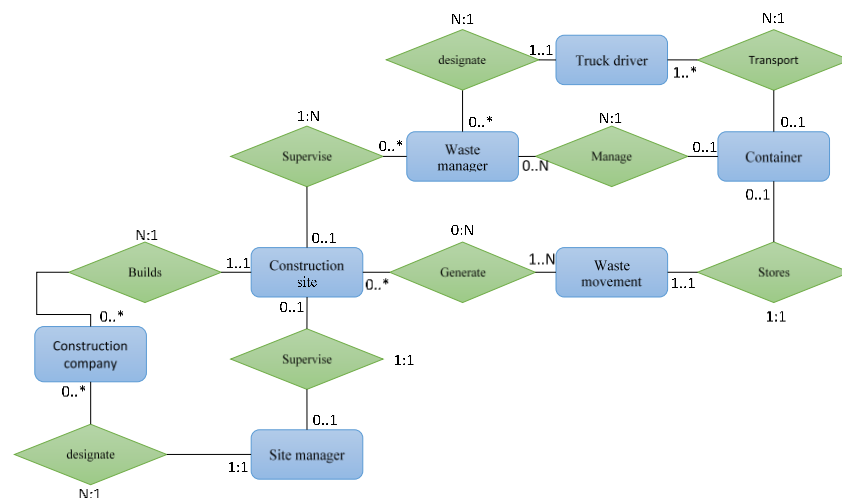 N:1
N:1
designate
1..1
Truck driver
1..*
Transport
1:N
0..*
N:1
0..1
Supervise
0..*
Waste
manager
0..N
Manage
0..1
Container
0..1
N:1
0..1
0:N
Builds
1..1
Construction
site
0..*
Generate
1..N
Waste
movement
1..1
Stores
0..*
0..1
1:1
Construction
company
Supervise
1:1
0..*
0..1
designate
1:1
Site manager
N:1